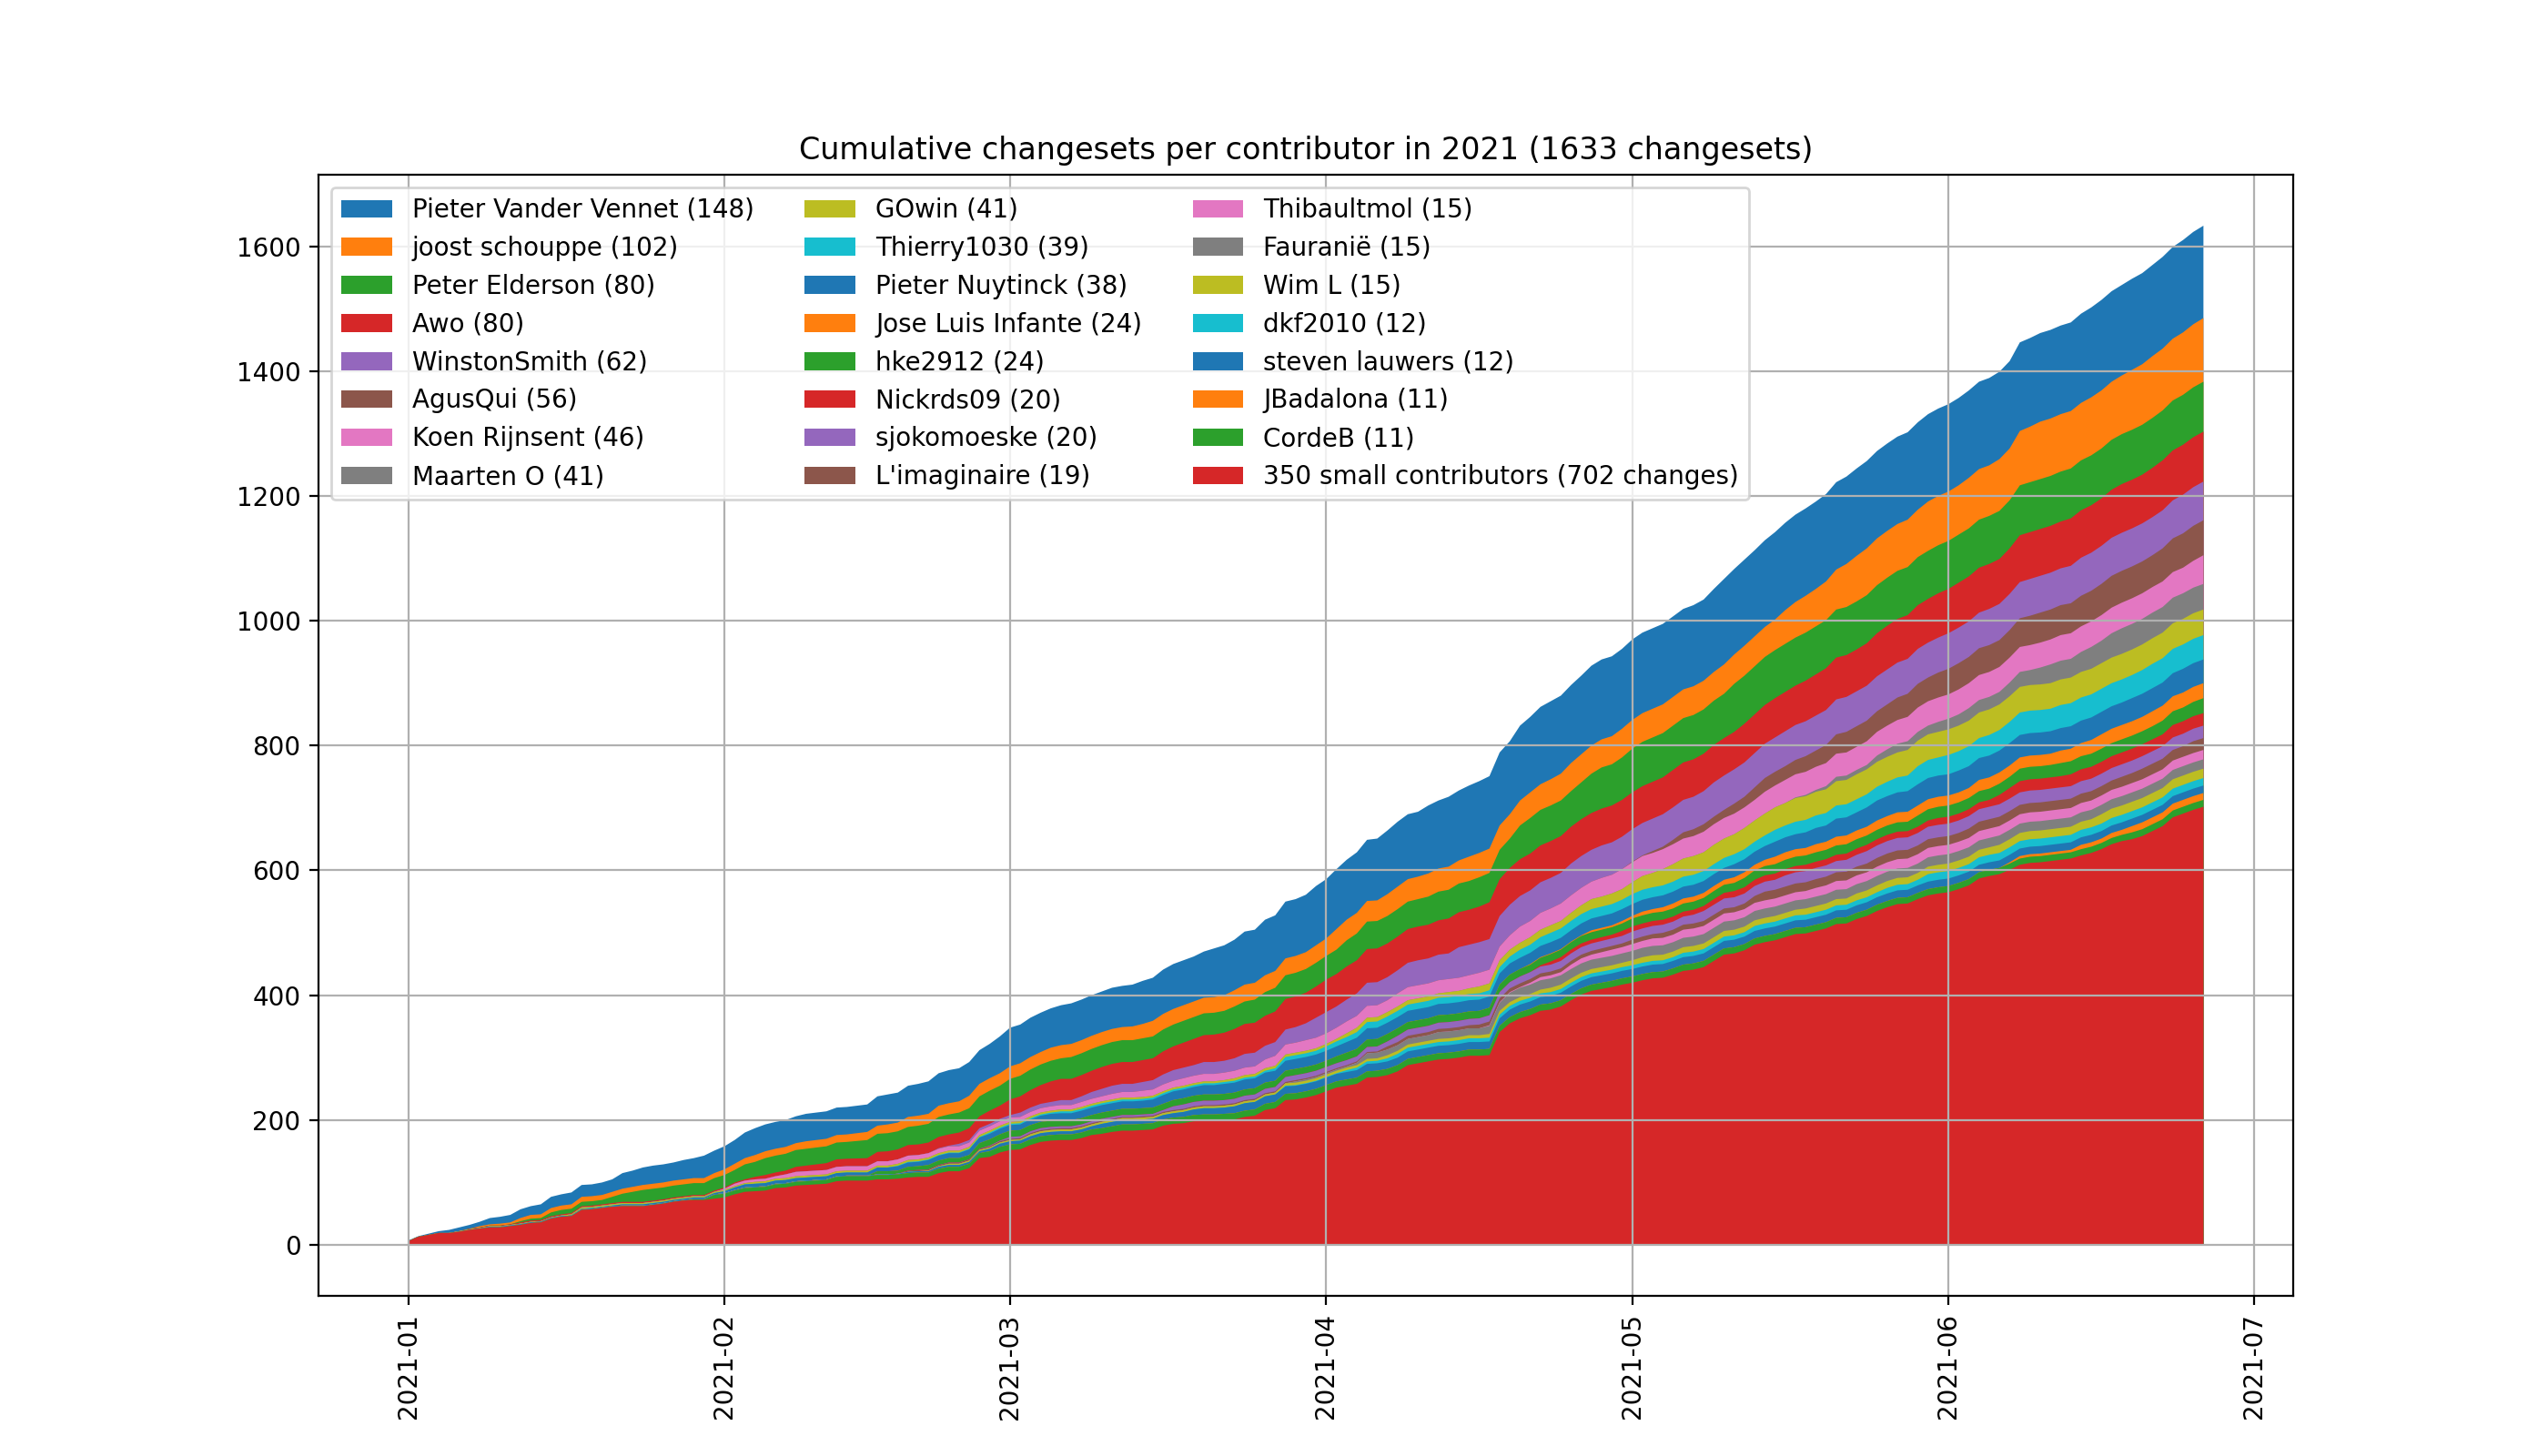 Cumulative changesets per contributor in 2021 (1633 changesets)
Pieter Vander Vennet (148)
joost schouppe (102)
Peter Elderson (80)
Awo (80)
WinstonSmith (62)
AgusQui (56)
Koen Rijnsent (46)
Maarten O (41)
GOwin (41)
Thierry1030 (39)
Pieter Nuytinck (38)
Jose Luis Infante (24)
hke2912 (24)
Nickrds09 (20)
sjokomoeske (20)
L'imaginaire (19)
Thibaultmol (15)
Fauranië (15)
Wim L (15)
dkf2010 (12)
steven lauwers (12)
JBadalona (11)
CordeB (11)
350 small contributors (702 changes)
1600
1400
1200
1000
800
600
400
200
0
2021-01
2021-02
2021-03
2021-04
2021-05
2021-06
2021-07